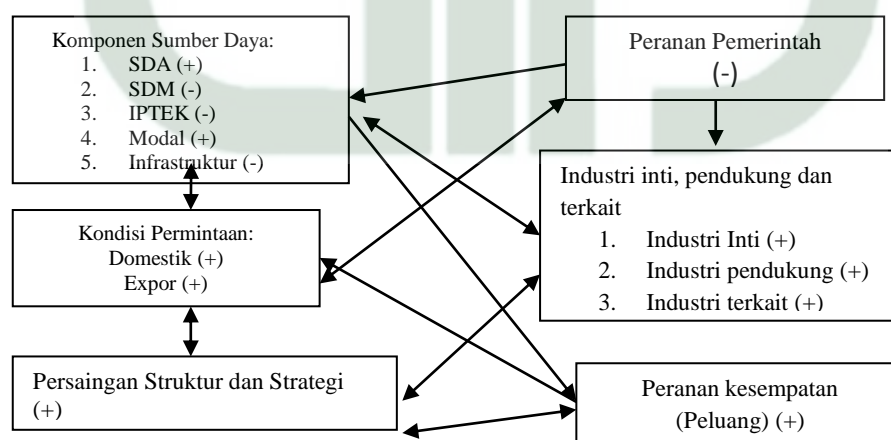 Komponen Sumber Daya:
1. SDA (+)
2. SDM (-)
3. IPTEK (-)
4. Modal (+)
5. Infrastruktur (-)
Peranan Pemerintah
(-)
Kondisi Permintaan:
Domestik (+)
Expor (+)
Industri inti, pendukung dan
terkait
1. Industri Inti (+)
2. Industri pendukung (+)
3. Industri terkait (+)
Persaingan Struktur dan Strategi
(+)
Peranan kesempatan
(Peluang) (+)